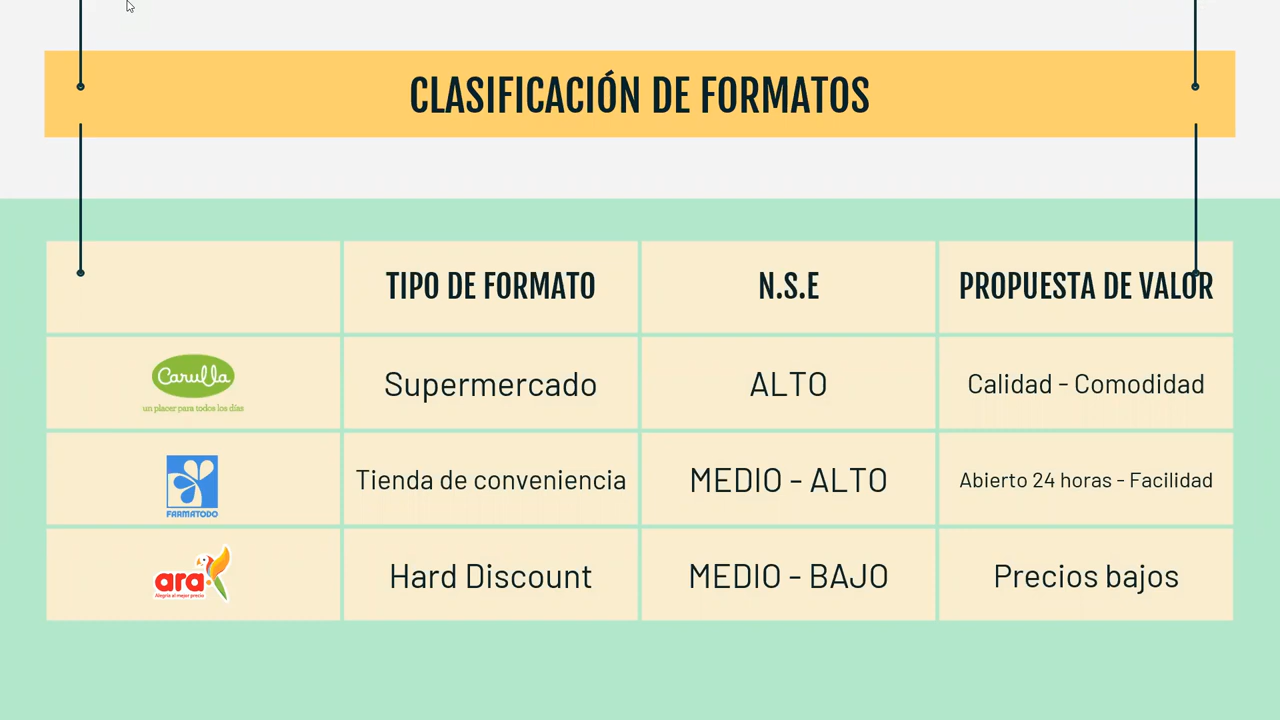 CLASIFICACIÓN DE FORMATOS
TIPO DE FORMATO
N.S.E
PROPUESTA DE VALOR
Carulla
un placer para todos los días
Supermercado
ALTO
Calidad - Comodidad
FARMATODO
Tienda de conveniencia
MEDIO - ALTO
Abierto 24 horas - Facilidad
ara
Alegría al mejor precio
Hard Discount
MEDIO - BAJO
Precios bajos